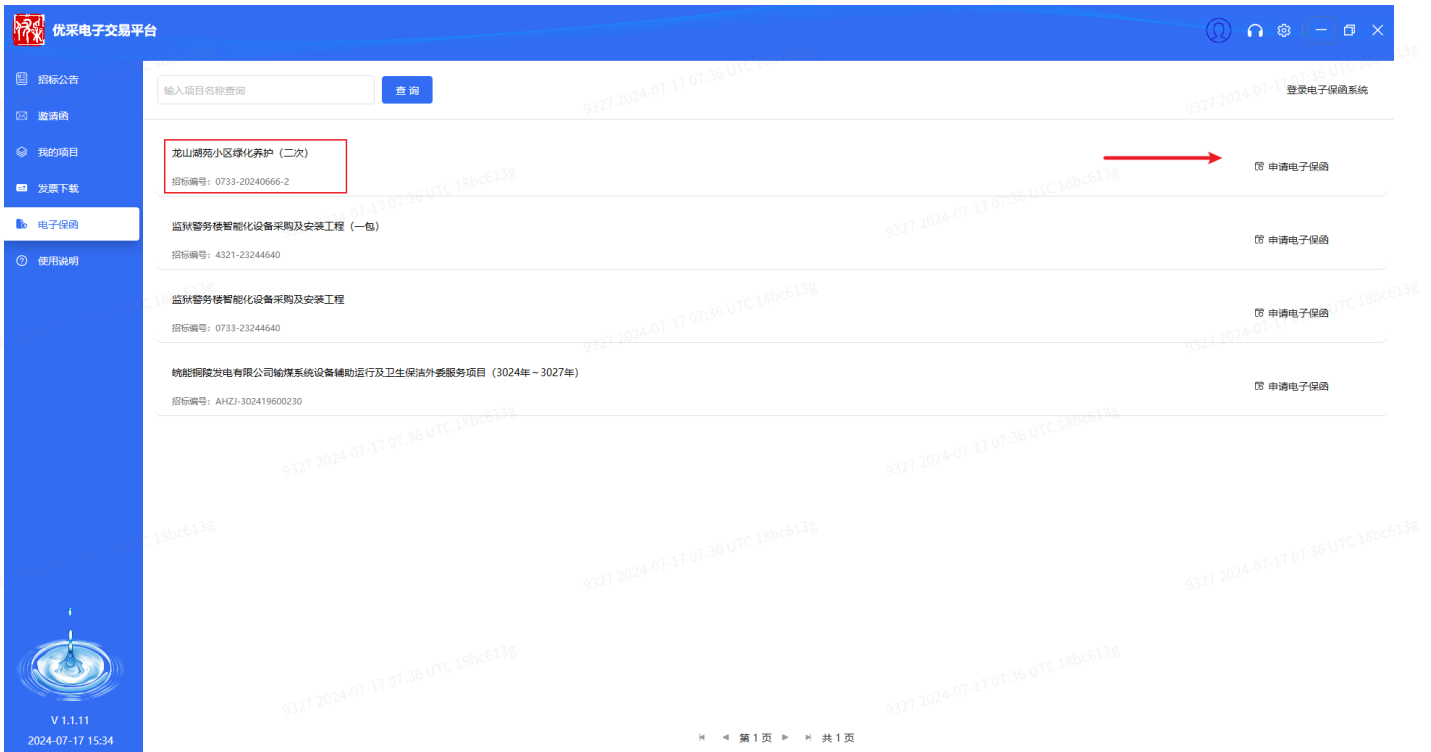 优采电子交易平台
招标公告
邀请函
我的项目
发票下载
电子保函
使用说明
V 1.1.11
2024-07-17 15:34
输入项目名称查询
查 询
登录电子保函系统
龙山湖苑小区绿化养护（二次）
招标编号：0733-20240666-2
申请电子保函
监狱警务楼智能化设备采购及安装工程（一包）
招标编号：4321-23244640
申请电子保函
监狱警务楼智能化设备采购及安装工程
招标编号：0733-23244640
申请电子保函
皖能铜陵发电有限公司输煤系统设备辅助运行及卫生保洁外委服务项目（3024年~3027年）
招标编号：AHZJ-302419600230
申请电子保函
第 1 页
共 1 页
9327 2024-07-17 07:36 UTC 18bc613g